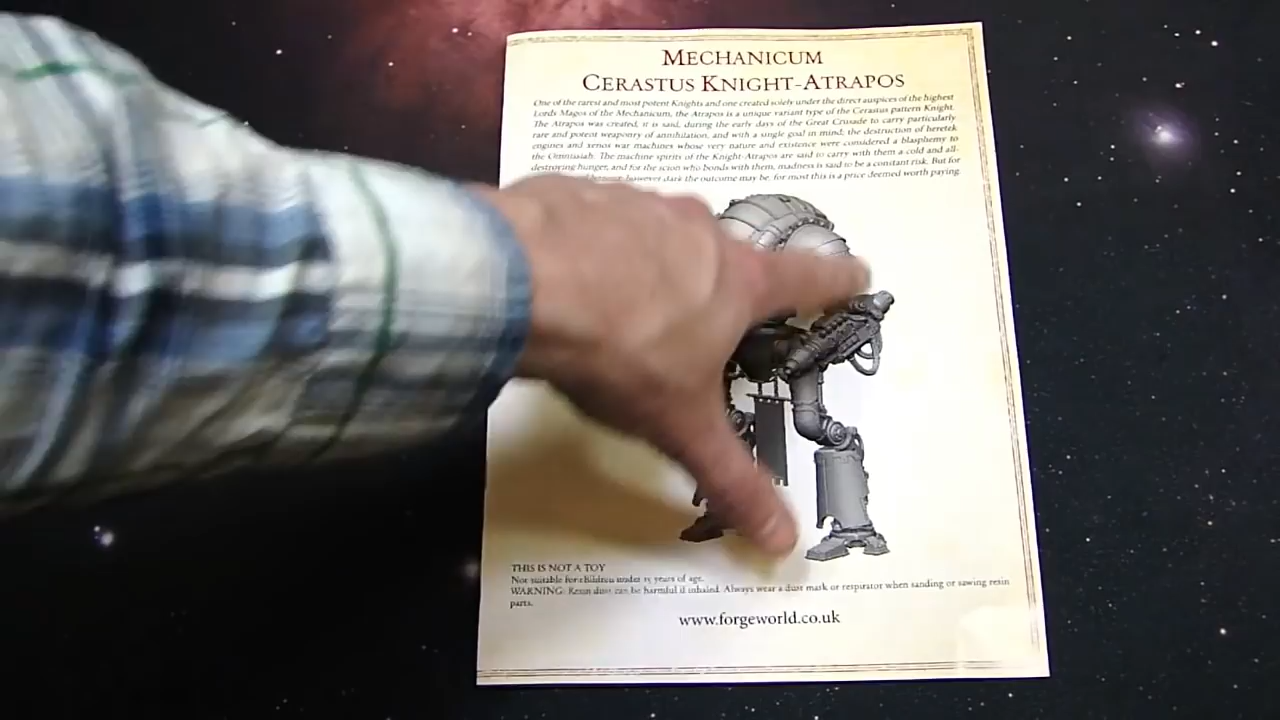 MECHANICUM
CERASTUS KNIGHT-ATRAPOS
One of the rarest and most potent Knights and one created solely under the direct auspices of the highest
Lords Magos of the Mechanicum, the Atrapos is a unique variant type of the Cerastus pattern Knight.
The Atrapos was created, it is said, during the early days of the Great Crusade to carry particularly
rare and potent weaponry of annihilation, and with a single goal in mind; the destruction of heretek
engines and xenos war machines whose very nature and existence were considered a blasphemy to
the Omnissiah. The machine spirits of the Knight-Atrapos are said to carry with them a cold and all-
destroying hunger, and for the scion who bonds with them, madness is said to be a constant risk. But for
however dark the outcome may be, for most this is a price deemed worth paying.
THIS IS NOT A TOY
Not suitable for children under 15 years of age.
WARNING: Resin dust can be harmful if inhaled. Always wear a dust mask or respirator when sanding or sawing resin
parts.
www.forgeworld.co.uk